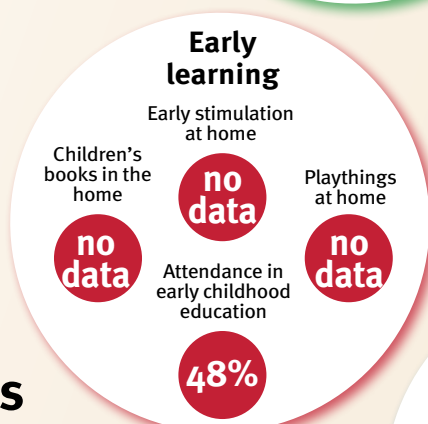 Early
learning
Early stimulation
at home
no
data
Children’s
books in the
home
no
data
Playthings
at home
no
data
Attendance in
early childhood
education
48%
s